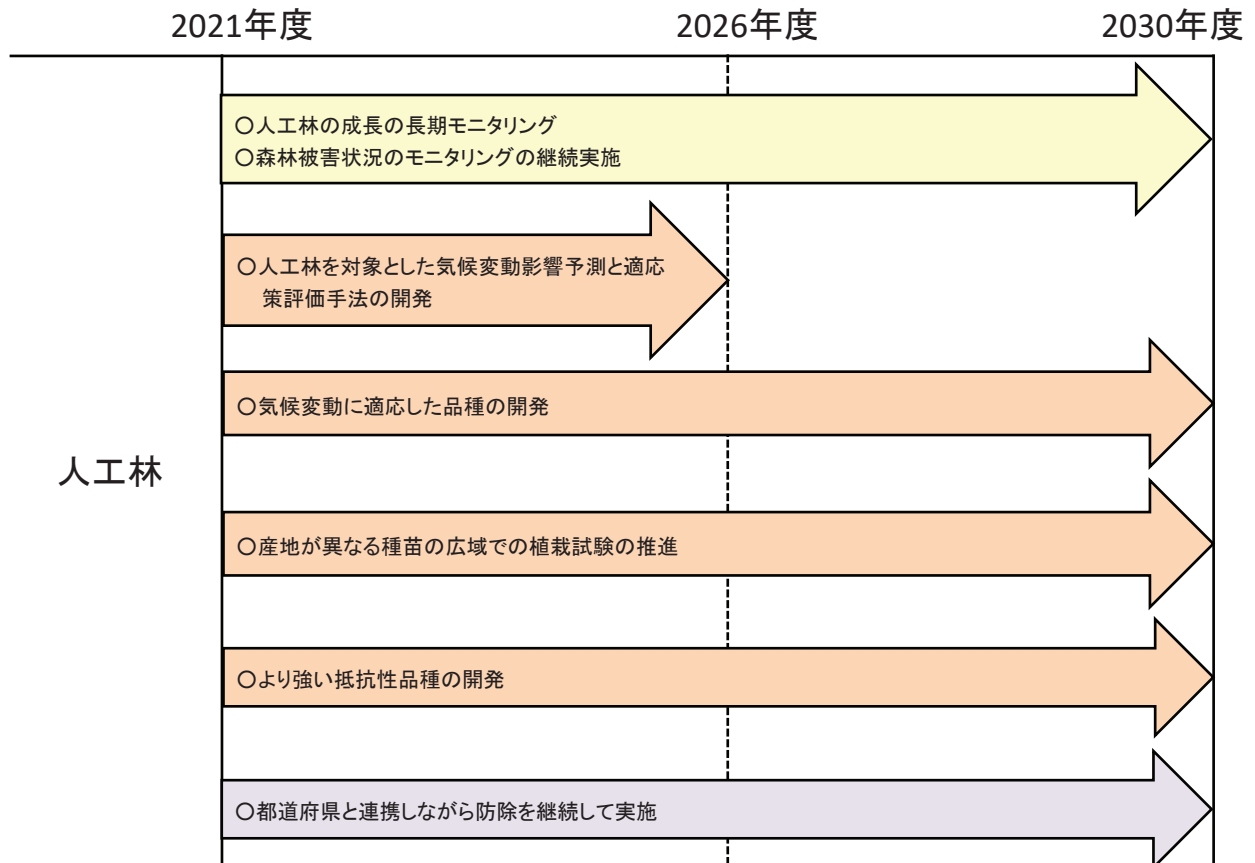 2021年度 2026年度 2030年度
○人工林の成長の長期モニタリング
○森林被害状況のモニタリングの継続実施
○人工林を対象とした気候変動影響予測と適応
策評価手法の開発
○気候変動に適応した品種の開発
人工林
○産地が異なる種苗の広域での植栽試験の推進
○より強い抵抗性品種の開発
○都道府県と連携しながら防除を継続して実施